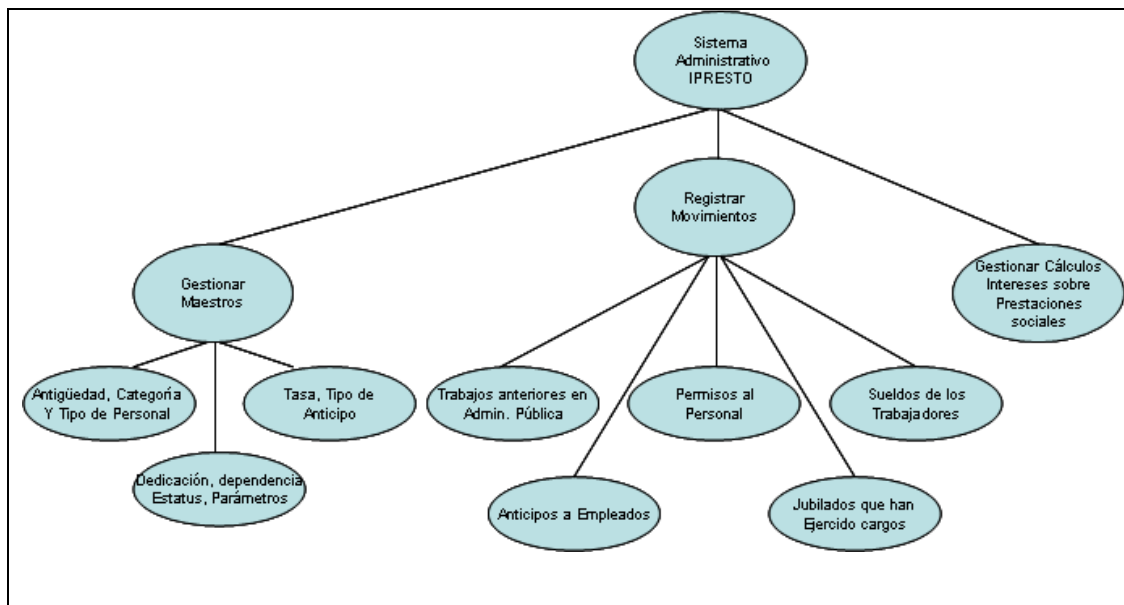 Sistema
Administrativo
IPRESTO
Registrar
Movimientos
Gestionar
Maestros
Gestionar Cálculos
Intereses sobre
Prestaciones
sociales
Antigüedad, Categoría
Y Tipo de Personal
Tasa, Tipo de
Anticipo
Trabajos anteriores en
Admin. Pública
Permisos al
Personal
Sueldos de los
Trabajadores
Dedicación, dependencia
Estatus, Parámetros
Anticipos a Empleados
Jubilados que han
Ejercido cargos